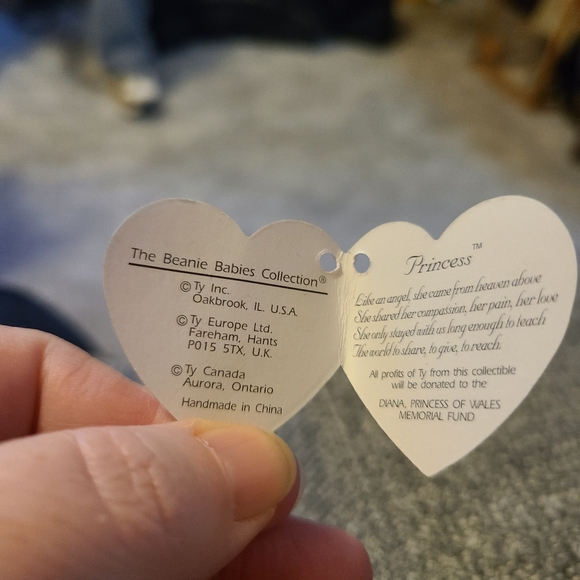 The Beanie Babies Collection®
©Ty Inc.
Oakbrook, IL. U.S.A.
©Ty Europe Ltd.
Fareham, Hants
P015 5TX, U.K.
©Ty Canada
Aurora, Ontario
Handmade in China
Princess™
Like an angel, she came from heaven above
She shared her compassion, her pain, her love
She only stayed with us long enough to teach
The world to share, to give, to reach.
All profits of Ty from this collectible
will be donated to the
DIANA, PRINCESS OF WALES
MEMORIAL FUND